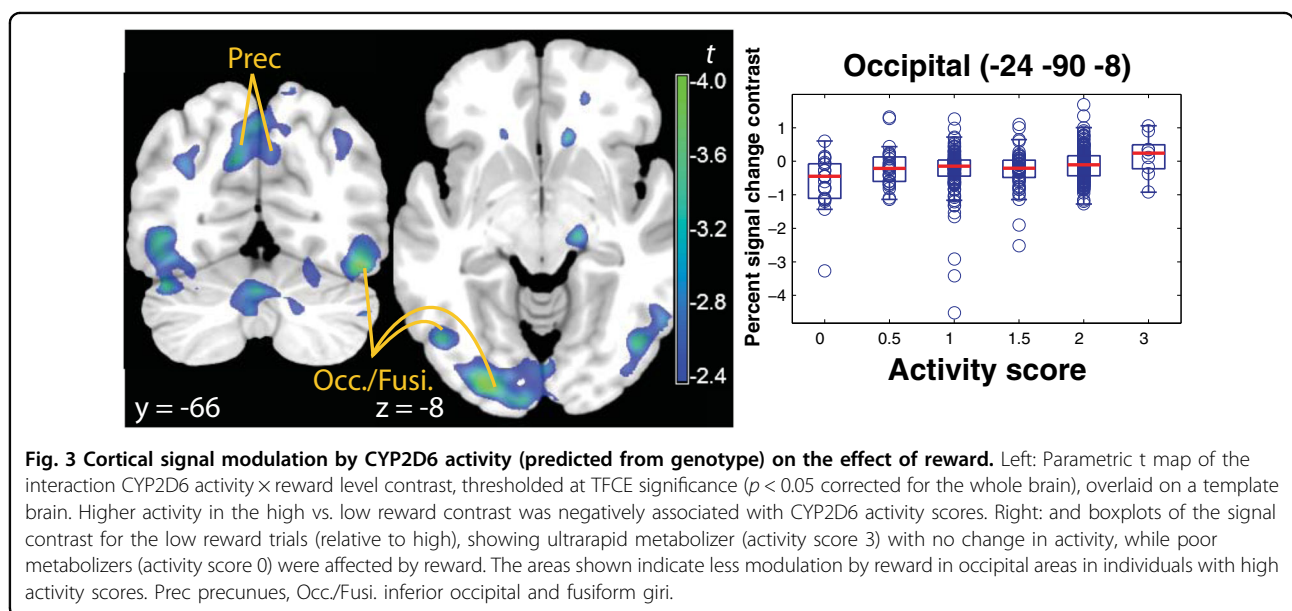 Prec
t
-4.0
-3.6
-3.2
-2.8
-2.4
Occ./Fusi.
y = -66
z = -8
Occipital (-24 -90 -8)
Percent signal change contrast
1
0
−1
−2
−3
−4
0 0.5 1 1.5 2 3
Activity score
Fig. 3 Cortical signal modulation by CYP2D6 activity (predicted from genotype) on the effect of reward. Left: Parametric t map of the
interaction CYP2D6 activity × reward level contrast, thresholded at TFCE significance (p < 0.05 corrected for the whole brain), overlaid on a template
brain. Higher activity in the high vs. low reward contrast was negatively associated with CYP2D6 activity scores. Right: and boxplots of the signal
contrast for the low reward trials (relative to high), showing ultrarapid metabolizer (activity score 3) with no change in activity, while poor
metabolizers (activity score 0) were affected by reward. The areas shown indicate less modulation by reward in occipital areas in individuals with high
activity scores. Prec precunues, Occ./Fusi. inferior occipital and fusiform giri.